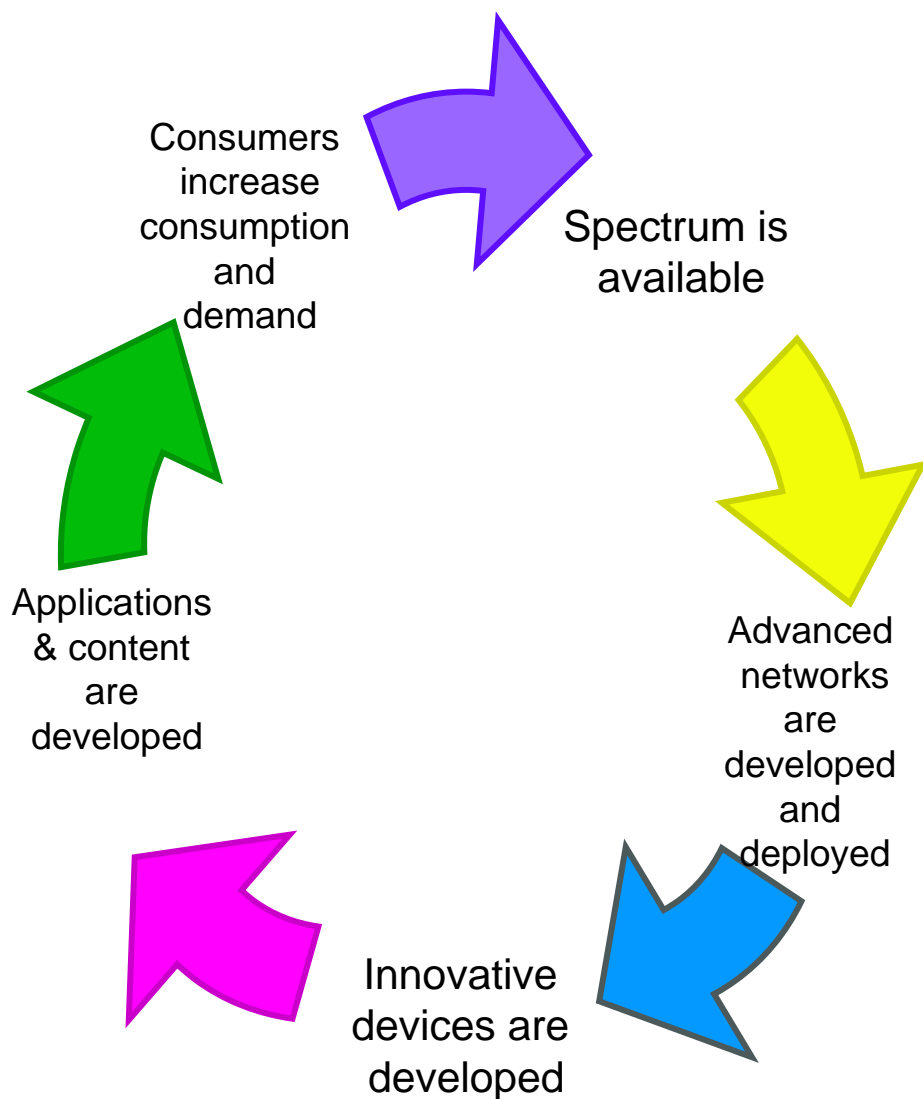 Consumers
increase
consumption
and
demand
Spectrum is
available
Advanced
networks
are
developed
and
deployed
Innovative
devices are
developed
Applications
& content
are
developed